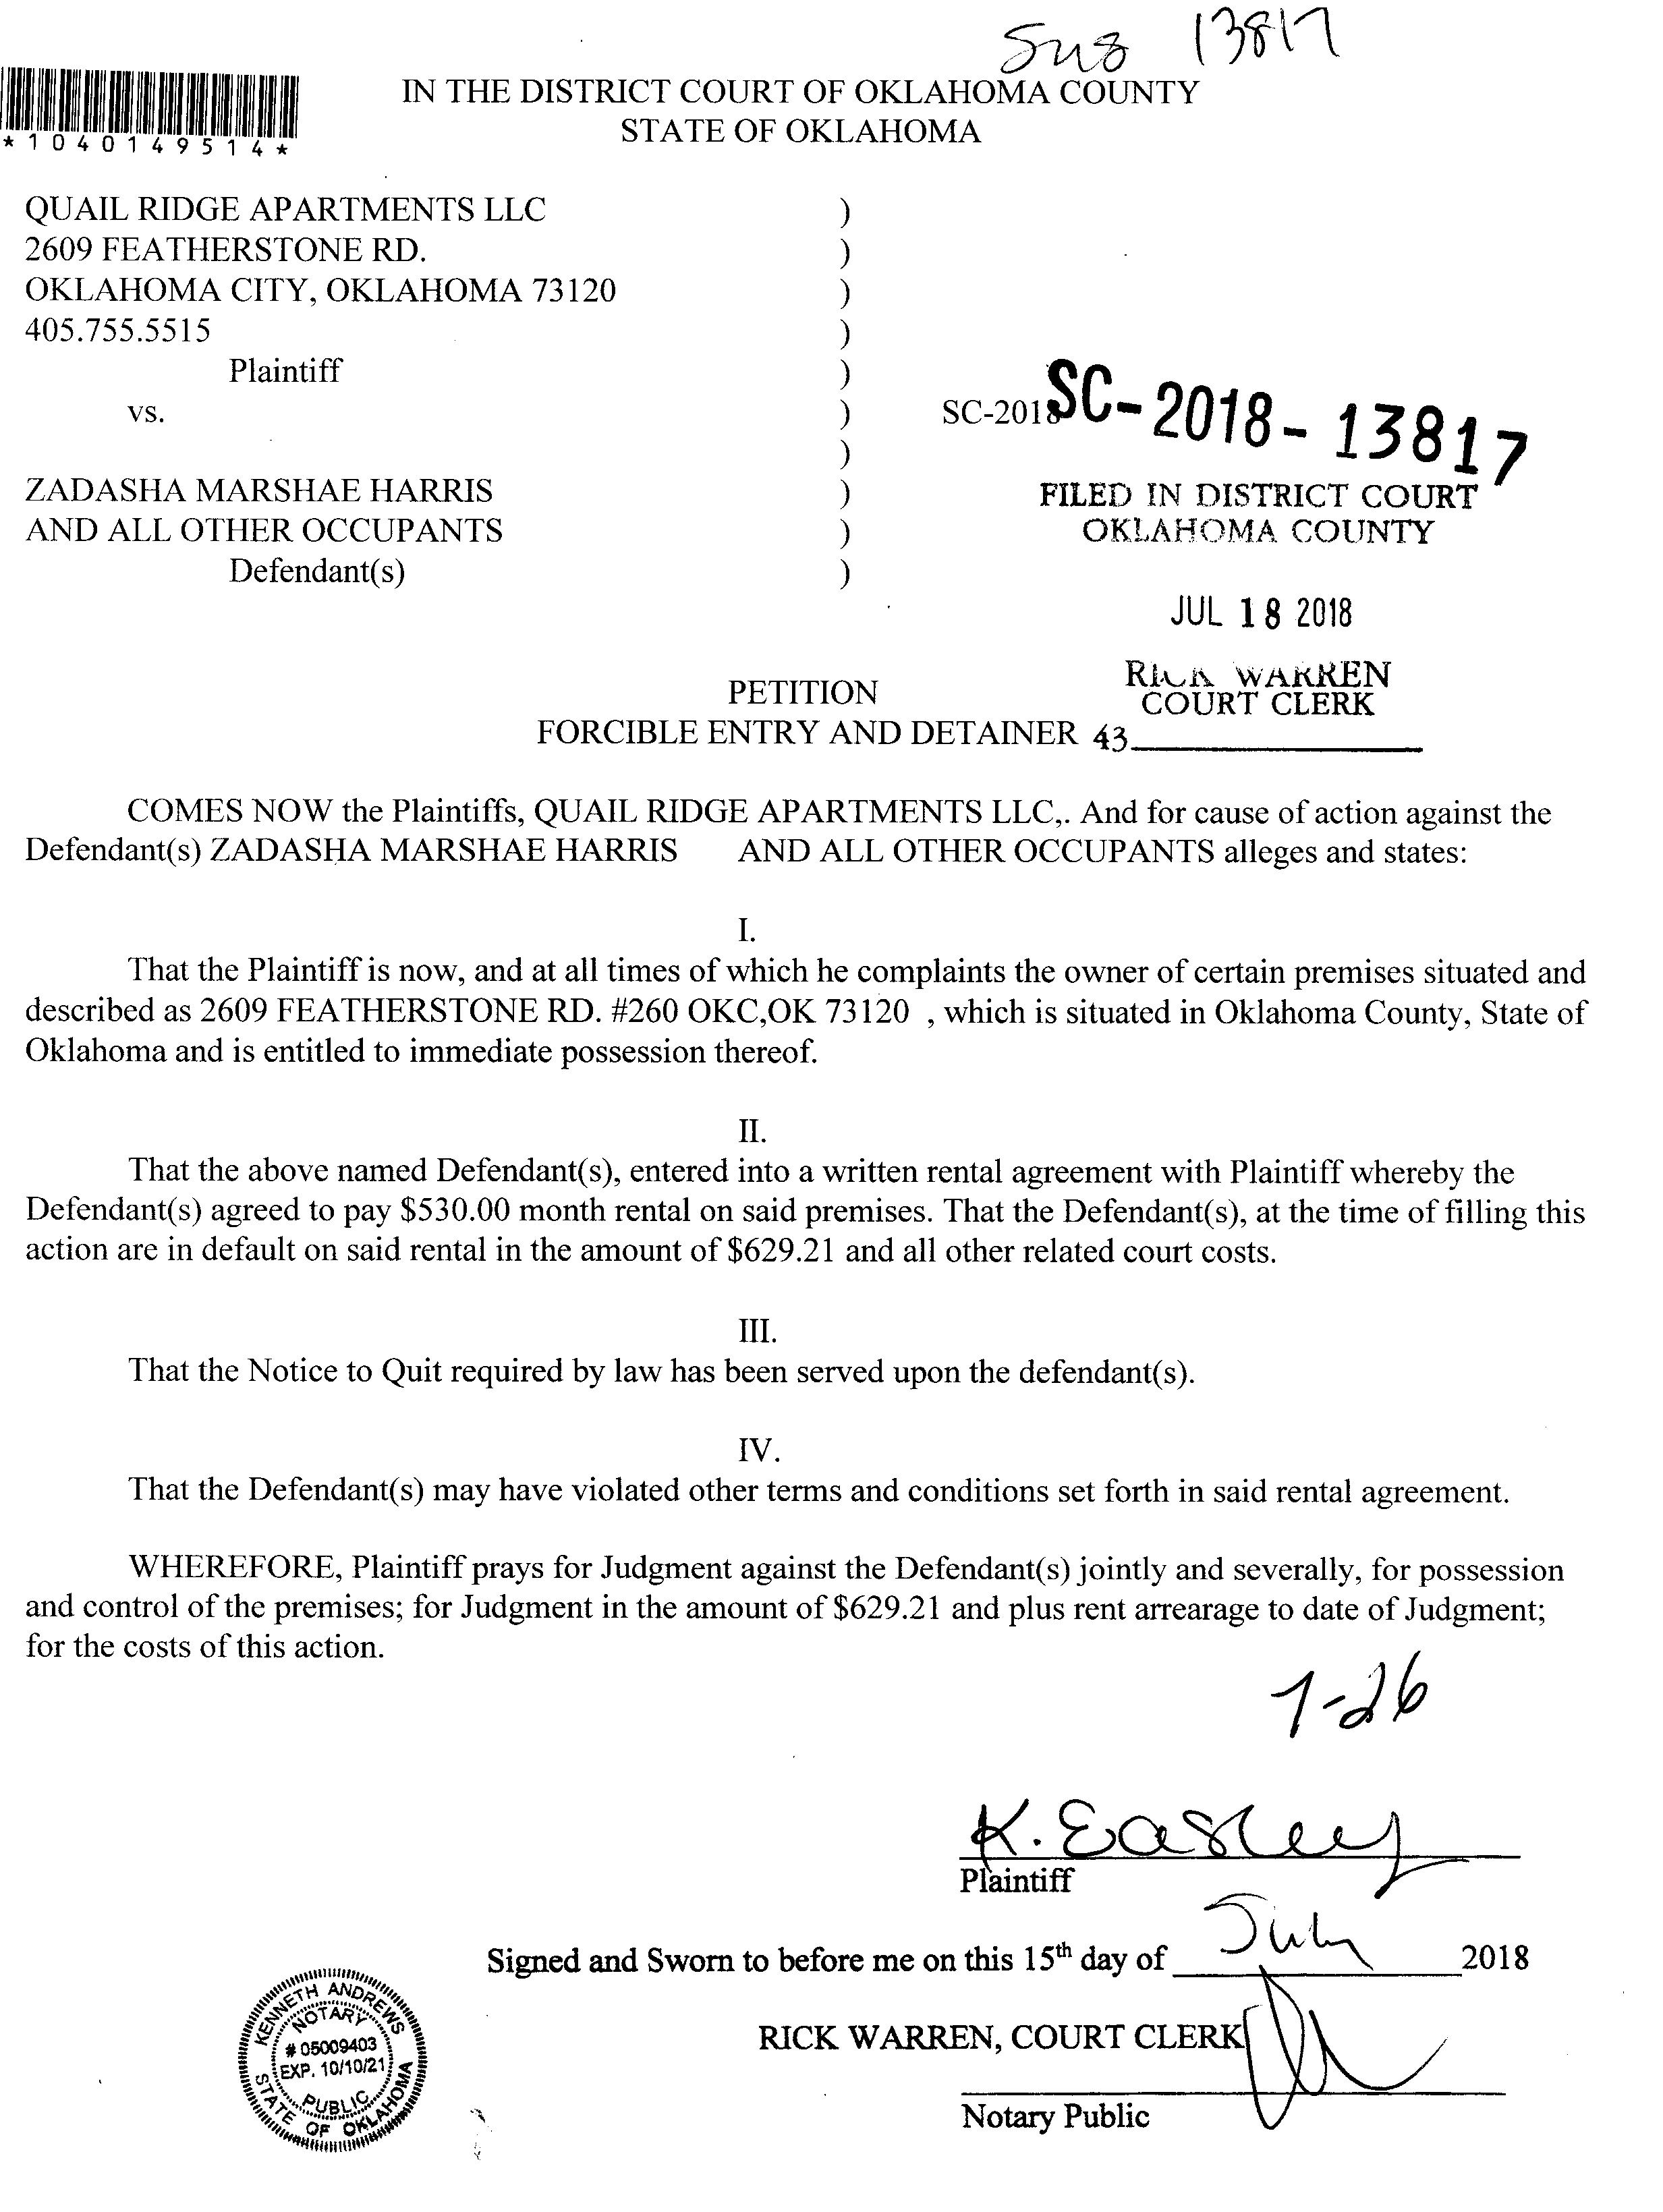 13817
IN THE DISTRICT COURT OF OKLAHOMA COUNTY
STATE OF OKLAHOMA
*1040149514*
QUAIL RIDGE APARTMENTS LLC )
2609 FEATHERSTONE RD. )
OKLAHOMA CITY, OKLAHOMA 73120 )
405.755.5515 )
Plaintiff )
vs. ) SC-2018 SC-2018-13817
)
ZADASHA MARSHAE HARRIS ) FILED IN DISTRICT COURT
AND ALL OTHER OCCUPANTS ) OKLAHOMA COUNTY
Defendant(s) )
JUL 18 2018
RICK WARREN
PETITION COURT CLERK
FORCIBLE ENTRY AND DETAINER 43
COMES NOW the Plaintiffs, QUAIL RIDGE APARTMENTS LLC,. And for cause of action against the
Defendant(s) ZADASHA MARSHAE HARRIS AND ALL OTHER OCCUPANTS alleges and states:
I.
That the Plaintiff is now, and at all times of which he complaints the owner of certain premises situated and
described as 2609 FEATHERSTONE RD. #260 OKC,OK 73120 , which is situated in Oklahoma County, State of
Oklahoma and is entitled to immediate possession thereof.
II.
That the above named Defendant(s), entered into a written rental agreement with Plaintiff whereby the
Defendant(s) agreed to pay $530.00 month rental on said premises. That the Defendant(s), at the time of filling this
action are in default on said rental in the amount of $629.21 and all other related court costs.
III.
That the Notice to Quit required by law has been served upon the defendant(s).
IV.
That the Defendant(s) may have violated other terms and conditions set forth in said rental agreement.
WHEREFORE, Plaintiff prays for Judgment against the Defendant(s) jointly and severally, for possession
and control of the premises; for Judgment in the amount of $629.21 and plus rent arrearage to date of Judgment;
for the costs of this action.
7-26
K. Easley
Plaintiff
Signed and Sworn to before me on this 15th day of July 2018
RICK WARREN, COURT CLERK
Notary Public
KENNETH ANDREWS
NOTARY
# 05009403
EXP. 10/10/21
PUBLIC
STATE OF OKLAHOMA